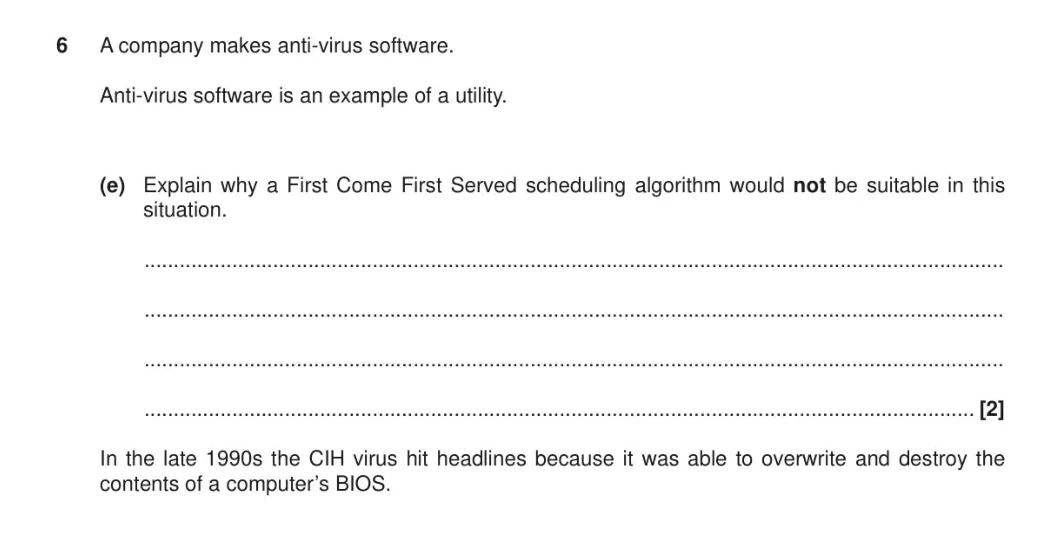 6 A company makes anti-virus software.
Anti-virus software is an example of a utility.
(e) Explain why a First Come First Served scheduling algorithm would not be suitable in this
situation.
...................................................................................................................................................
...................................................................................................................................................
...................................................................................................................................................
.............................................................................................................................................. [2]
In the late 1990s the CIH virus hit headlines because it was able to overwrite and destroy the
contents of a computer's BIOS.